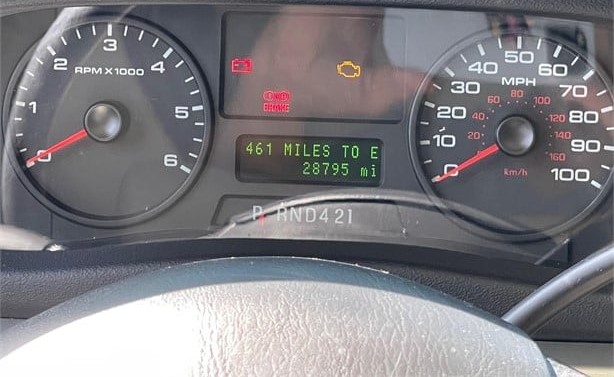 0 1 2 3 4 5 6
RPM X 1000
BRAKE
461 MILES TO E
28795 mi
P RND421
0 10 20 30 40 50 60 70 80 90 100
MPH
20 40 60 80 100 120 140 160
km/h